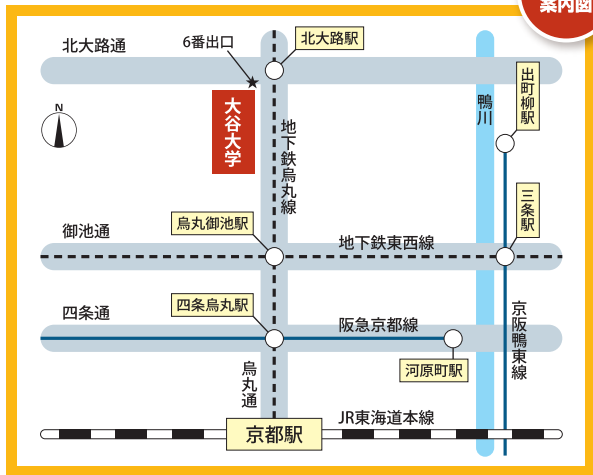 案内図
北大路通
6番出口
北大路駅
出町柳駅
N
大谷大学
地下鉄烏丸線
鴨川
三条駅
御池通
烏丸御池駅
地下鉄東西線
四条通
四条烏丸駅
阪急京都線
京阪鴨東線
河原町駅
烏丸通
京都駅
JR東海道本線